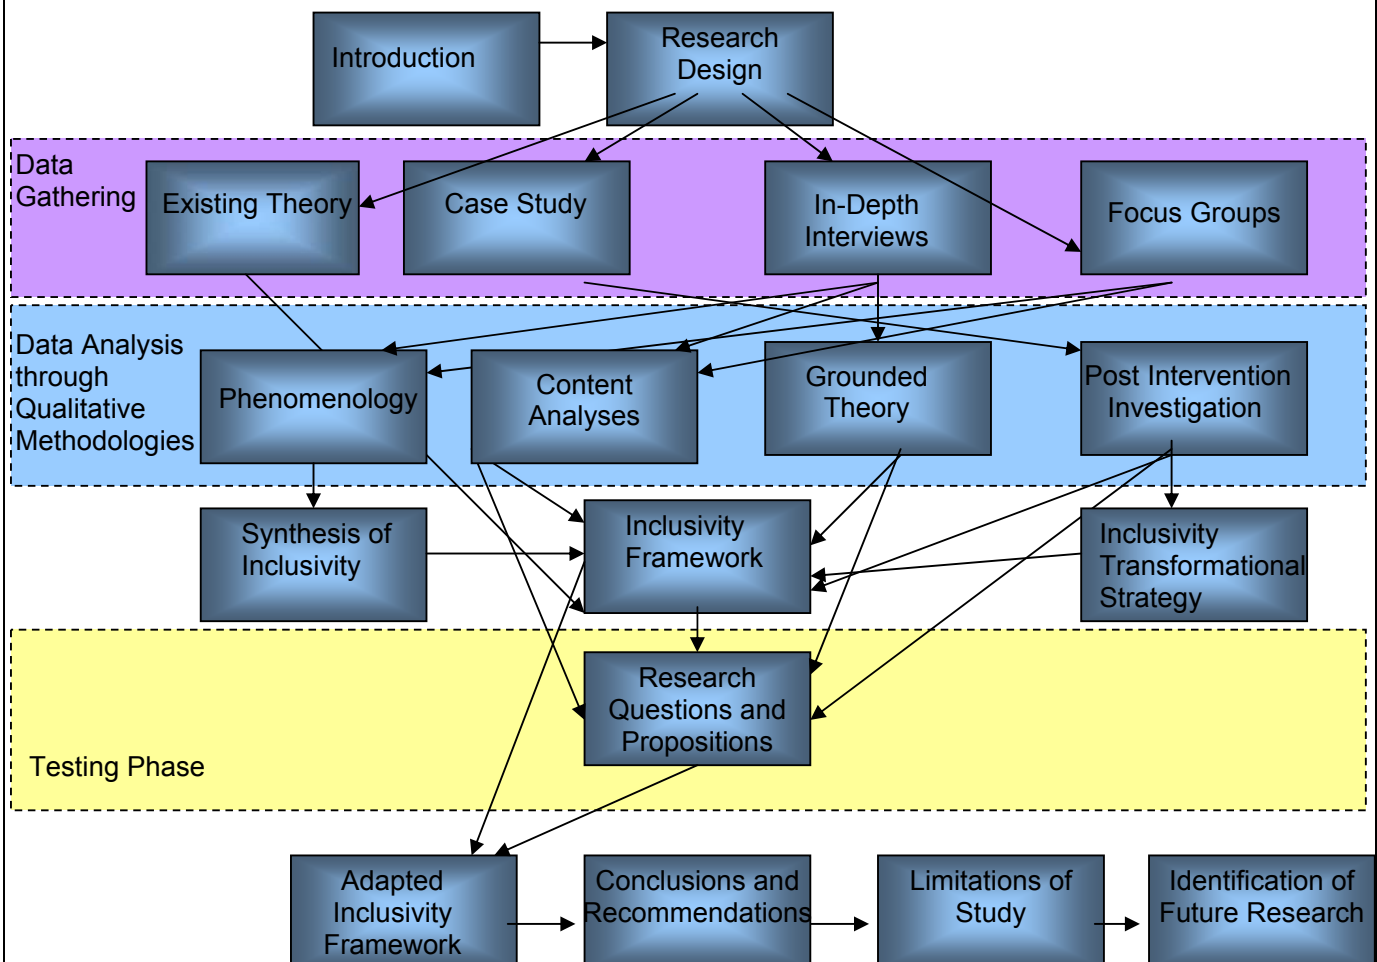 Introduction
Research
Design
Data
Gathering
Existing Theory
Case Study
In-Depth
Interviews
Focus Groups
Data Analysis
through
Qualitative
Methodologies
Phenomenology
Content
Analyses
Grounded
Theory
Post Intervention
Investigation
Synthesis of
Inclusivity
Inclusivity
Framework
Inclusivity
Transformational
Strategy
Research
Questions and
Propositions
Testing Phase
Adapted
Inclusivity
Framework
Conclusions and
Recommendations
Limitations of
Study
Identification of
Future Research